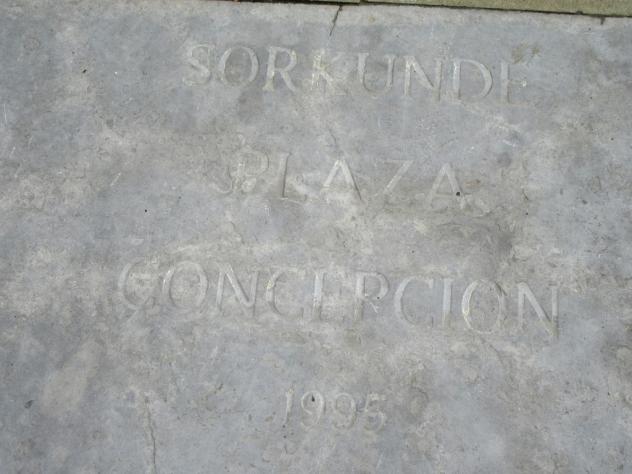 SORKUNDE
PLAZA
CONCEPCION
1995